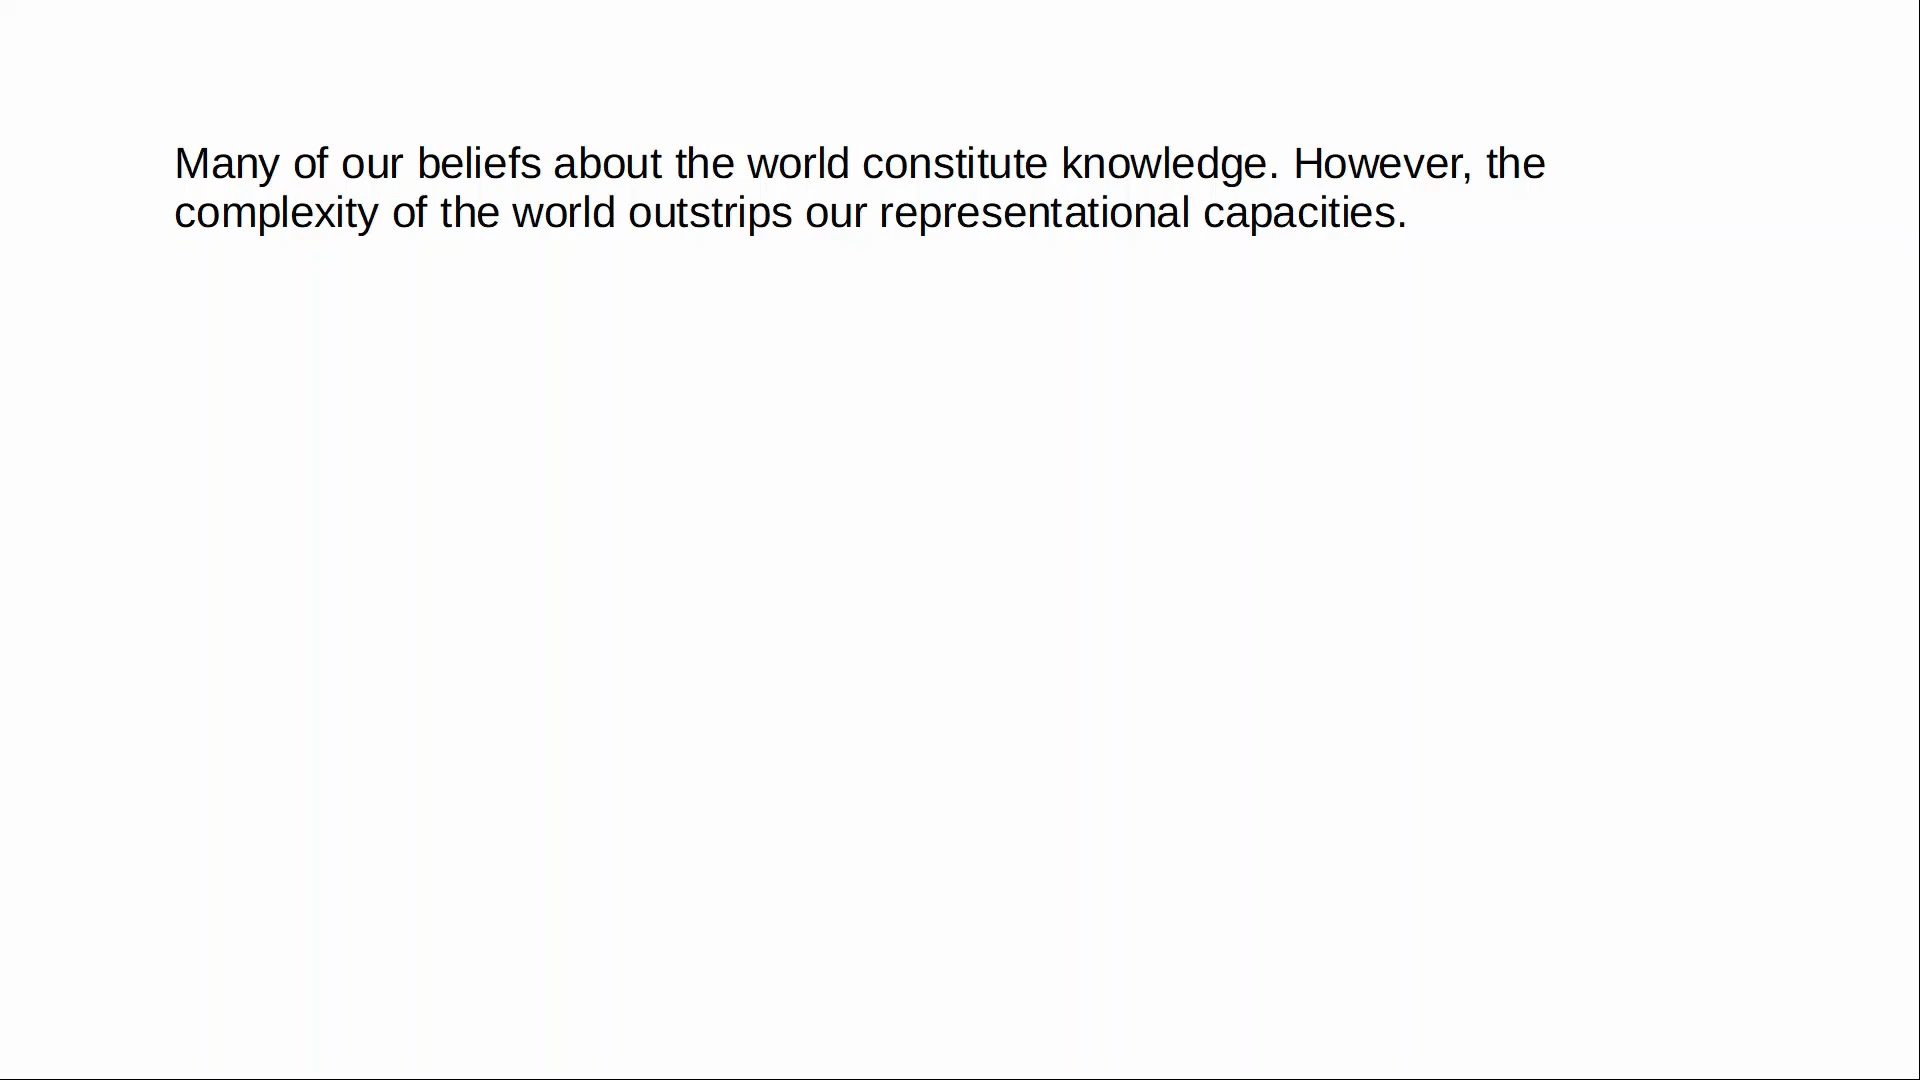 Many of our beliefs about the world constitute knowledge. However, the
complexity of the world outstrips our representational capacities.